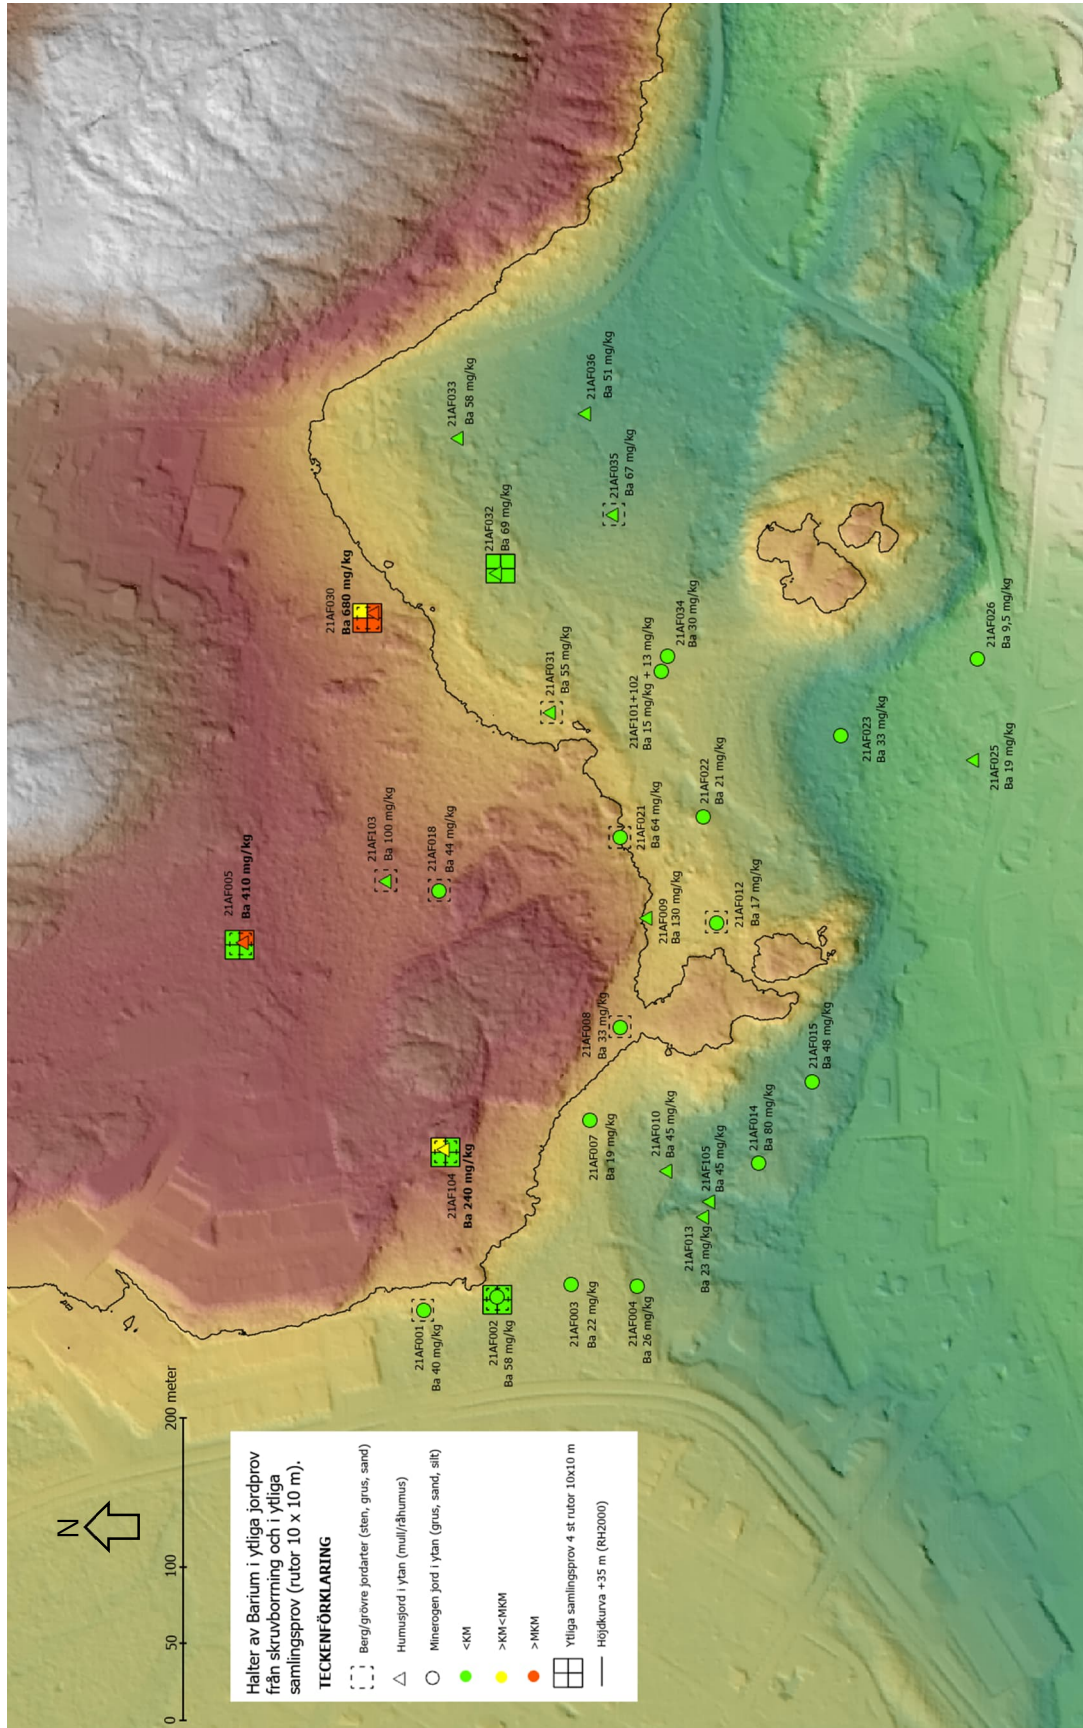 Halter av Barium i ytliga jordprov
från skruvborrning och i ytliga
samlingsprov (rutor 10 x 10 m).
TECKENFÖRKLARING
Berg/grövre jordarter (sten, grus, sand)
Humusjord i ytan (mull/råhumus)
Minerogen jord i ytan (grus, sand, silt)
<KM
>KM<MKM
>MKM
Ytliga samlingsprov 4 st rutor 10x10 m
Höjdkurva +35 m (RH2000)
N
0 50 100 200 meter
21AF001
Ba 40 mg/kg
21AF002
Ba 58 mg/kg
21AF003
Ba 22 mg/kg
21AF004
Ba 26 mg/kg
21AF104
Ba 240 mg/kg
21AF007
Ba 19 mg/kg
21AF010
Ba 45 mg/kg
21AF013
Ba 23 mg/kg
21AF105
Ba 45 mg/kg
21AF014
Ba 80 mg/kg
21AF015
Ba 48 mg/kg
21AF008
Ba 33 mg/kg
21AF005
Ba 410 mg/kg
21AF103
Ba 100 mg/kg
21AF018
Ba 44 mg/kg
21AF009
Ba 130 mg/kg
21AF012
Ba 17 mg/kg
21AF021
Ba 64 mg/kg
21AF022
Ba 21 mg/kg
21AF031
Ba 55 mg/kg
21AF101+102
Ba 15 mg/kg + 13 mg/kg
21AF034
Ba 30 mg/kg
21AF023
Ba 33 mg/kg
21AF025
Ba 19 mg/kg
21AF026
Ba 9,5 mg/kg
21AF030
Ba 680 mg/kg
21AF032
Ba 69 mg/kg
21AF033
Ba 58 mg/kg
21AF035
Ba 67 mg/kg
21AF036
Ba 51 mg/kg